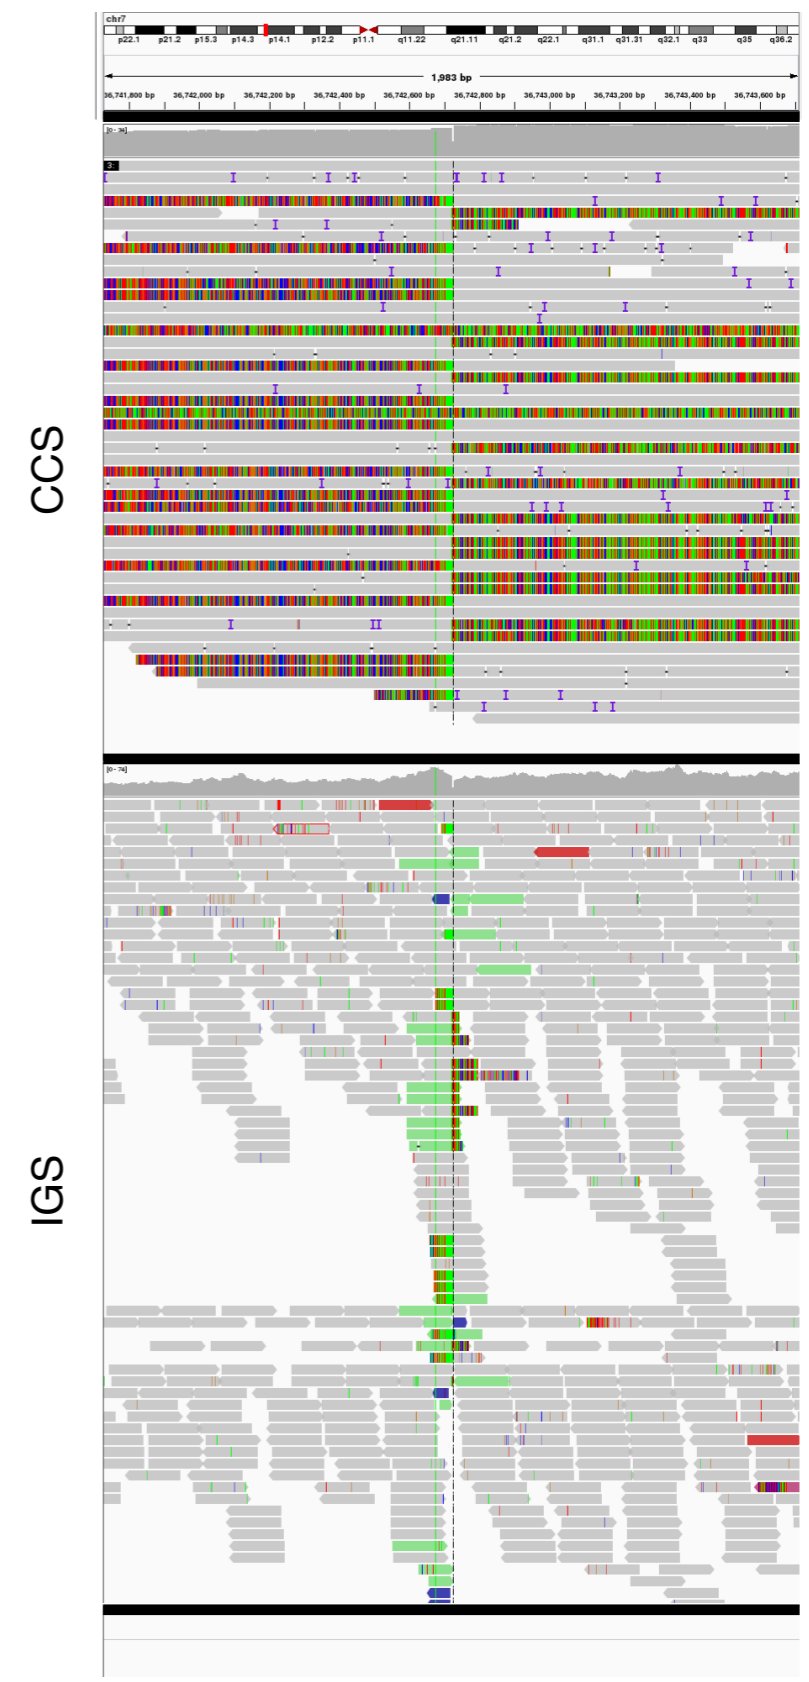 chr7
p22.1 p21.2 p15.3 p14.3 p14.1 p12.2 p11.1 q11.22 q21.11 q21.2 q22.1 q31.1 q31.31 q32.1 q33 q35 q36.2
1,983 bp
36,741,800 bp 36,742,000 bp 36,742,200 bp 36,742,400 bp 36,742,600 bp 36,742,800 bp 36,743,000 bp 36,743,200 bp 36,743,400 bp 36,743,600 bp
3:
CCS
[0 - 74]
IGS